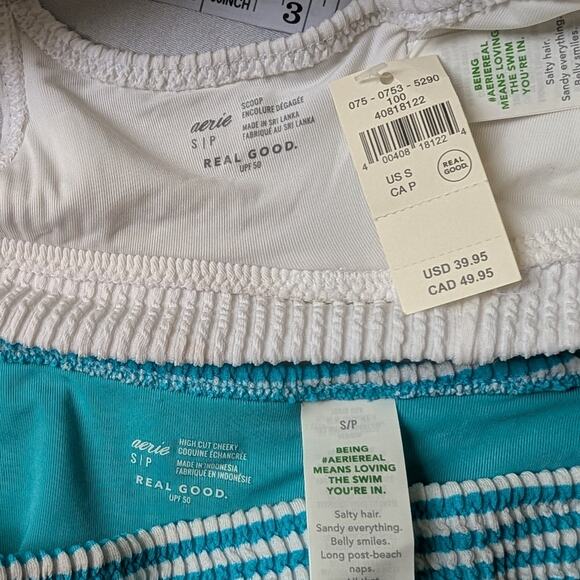 3
aerie
S | P
SCOOP
ENCOLURE DÉGAGÉE
MADE IN SRI LANKA
FABRIQUÉ AU SRI LANKA
REAL GOOD.
UPF 50
075 - 0753 - 5290
100
40818122
4 00408 18122 4
US S
CA P
REAL
GOOD.
USD 39.95
CAD 49.95
BEING
#AERIEREAL
MEANS LOVING
THE SWIM
YOU'RE IN.
Salty hair.
Sandy everything.
Belly smiles.
aerie
S | P
HIGH CUT CHEEKY
COQUINE ÉCHANCRÉE
MADE IN INDONESIA
FABRIQUÉ EN INDONÉSIE
REAL GOOD.
UPF 50
S/P
BEING
#AERIEREAL
MEANS LOVING
THE SWIM
YOU'RE IN.
Salty hair.
Sandy everything.
Belly smiles.
Long post-beach
naps.